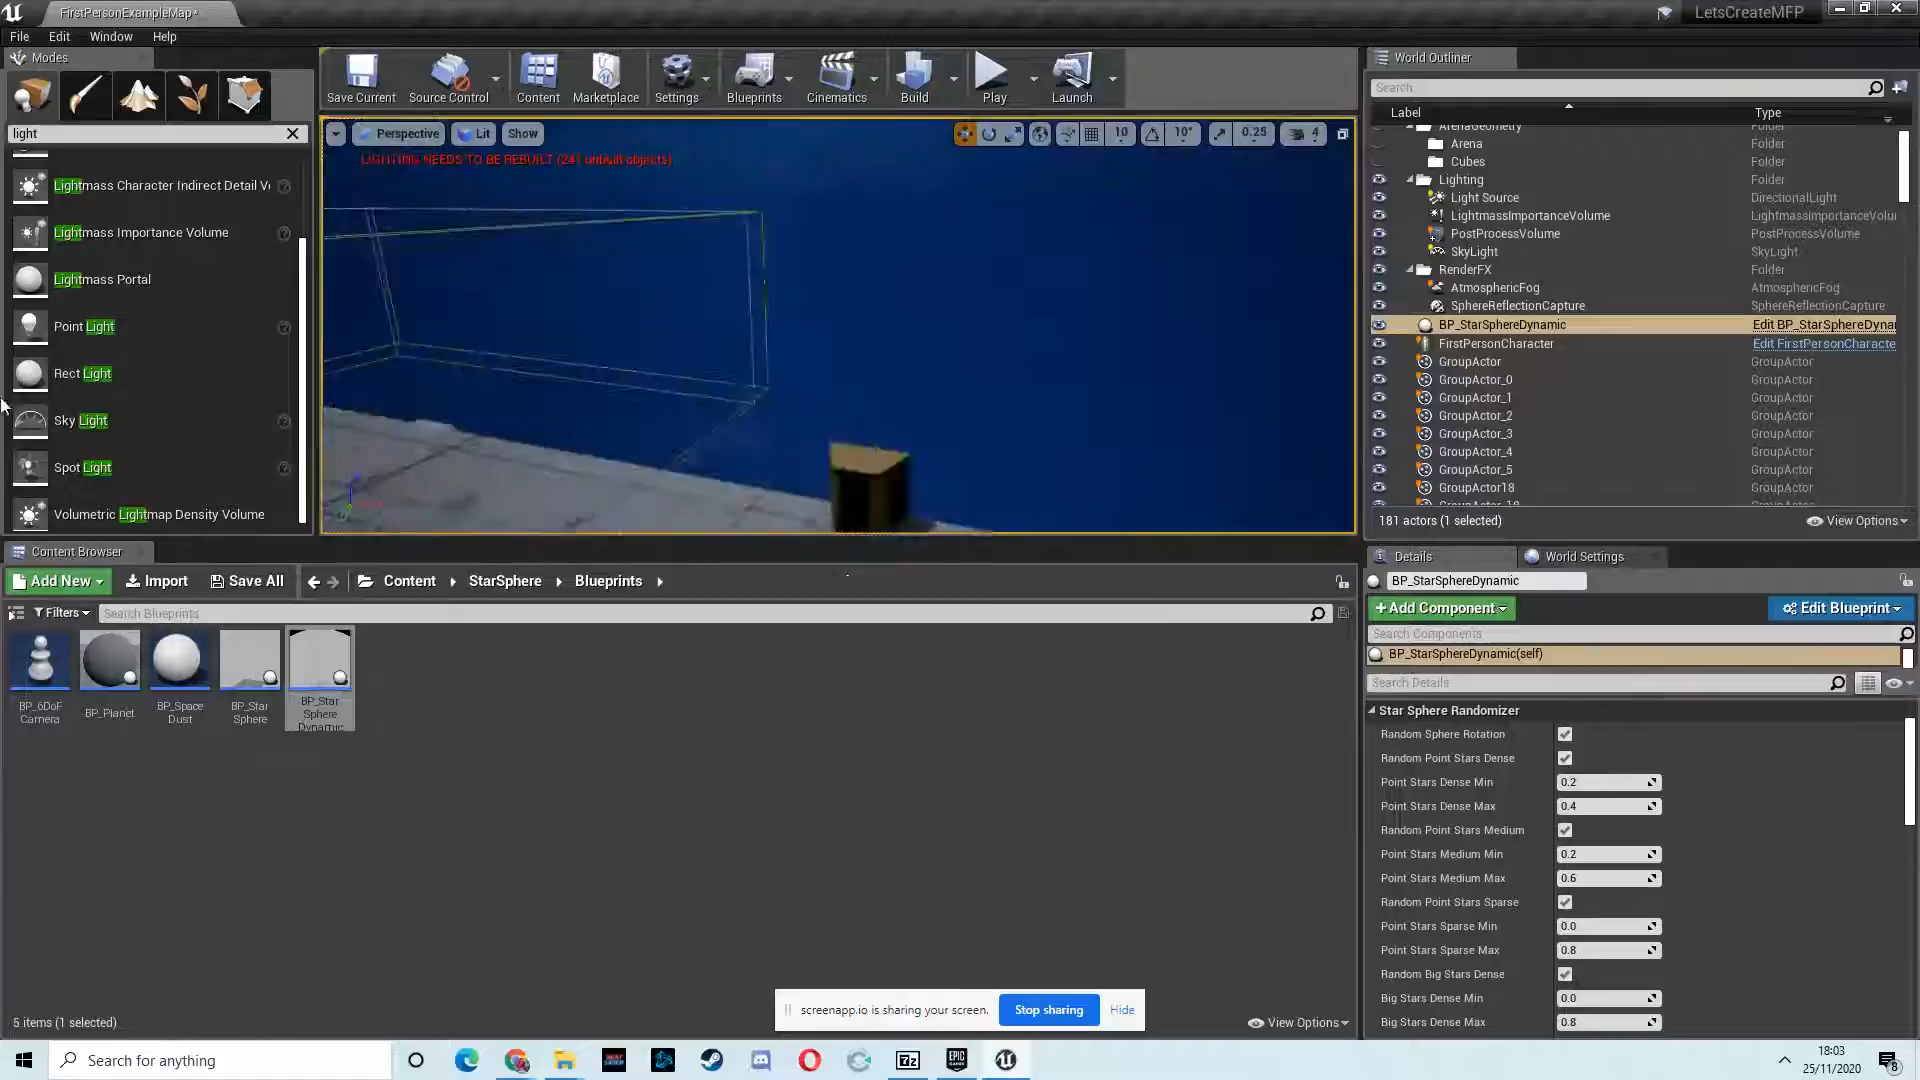 FirstPersonExampleMap*
LetsCreateMFP
File Edit Window Help
Modes
light
Lightmass Character Indirect Detail V
Lightmass Importance Volume
Lightmass Portal
Point Light
Rect Light
Sky Light
Spot Light
Volumetric Lightmap Density Volume
Save Current Source Control Content Marketplace Settings Blueprints Cinematics Build Play Launch
Perspective Lit Show
10 10° 0.25 4
LIGHTING NEEDS TO BE REBUILT (241 unbuilt objects)
World Outliner
Search
Label Type
ArenaGeometry Folder
Arena Folder
Cubes Folder
Lighting Folder
Light Source DirectionalLight
LightmassImportanceVolume LightmassImportanceVolu
PostProcessVolume PostProcessVolume
SkyLight SkyLight
RenderFX Folder
AtmosphericFog AtmosphericFog
SphereReflectionCapture SphereReflectionCapture
BP_StarSphereDynamic Edit BP_StarSphereDynar
FirstPersonCharacter Edit FirstPersonCharacte
GroupActor GroupActor
GroupActor_0 GroupActor
GroupActor_1 GroupActor
GroupActor_2 GroupActor
GroupActor_3 GroupActor
GroupActor_4 GroupActor
GroupActor_5 GroupActor
GroupActor18 GroupActor
181 actors (1 selected)
View Options
Content Browser
Add New Import Save All Content StarSphere Blueprints
Filters Search Blueprints
BP_6DoF Camera
BP_Planet
BP_Space Dust
BP_Star Sphere
BP_Star Sphere Dynamic
5 items (1 selected)
View Options
Details World Settings
BP_StarSphereDynamic
+Add Component Edit Blueprint
Search Components
BP_StarSphereDynamic(self)
Search Details
Star Sphere Randomizer
Random Sphere Rotation
Random Point Stars Dense
Point Stars Dense Min 0.2
Point Stars Dense Max 0.4
Random Point Stars Medium
Point Stars Medium Min 0.2
Point Stars Medium Max 0.6
Random Point Stars Sparse
Point Stars Sparse Min 0.0
Point Stars Sparse Max 0.8
Random Big Stars Dense
Big Stars Dense Min 0.0
Big Stars Dense Max 0.8
screenapp.io is sharing your screen. Stop sharing Hide
Search for anything
7z
EPIC GAMES
18:03
25/11/2020
8